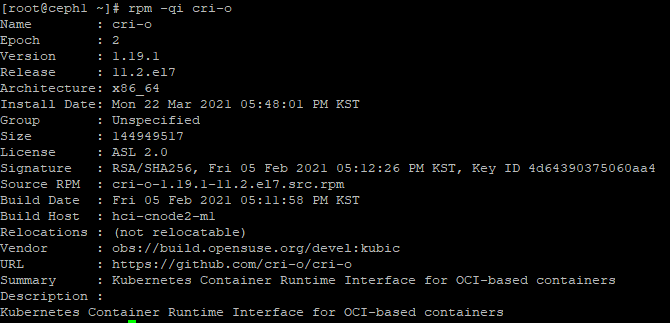 [root@ceph1 ~]# rpm -qi cri-o
Name        : cri-o
Epoch       : 2
Version     : 1.19.1
Release     : 11.2.el7
Architecture: x86_64
Install Date: Mon 22 Mar 2021 05:48:01 PM KST
Group       : Unspecified
Size        : 144949517
License     : ASL 2.0
Signature   : RSA/SHA256, Fri 05 Feb 2021 05:12:26 PM KST, Key ID 4d64390375060aa4
Source RPM  : cri-o-1.19.1-11.2.el7.src.rpm
Build Date  : Fri 05 Feb 2021 05:11:58 PM KST
Build Host  : hci-cnode2-m1
Relocations : (not relocatable)
Vendor      : obs://build.opensuse.org/devel:kubic
URL         : https://github.com/cri-o/cri-o
Summary     : Kubernetes Container Runtime Interface for OCI-based containers
Description :
Kubernetes Container Runtime Interface for OCI-based containers